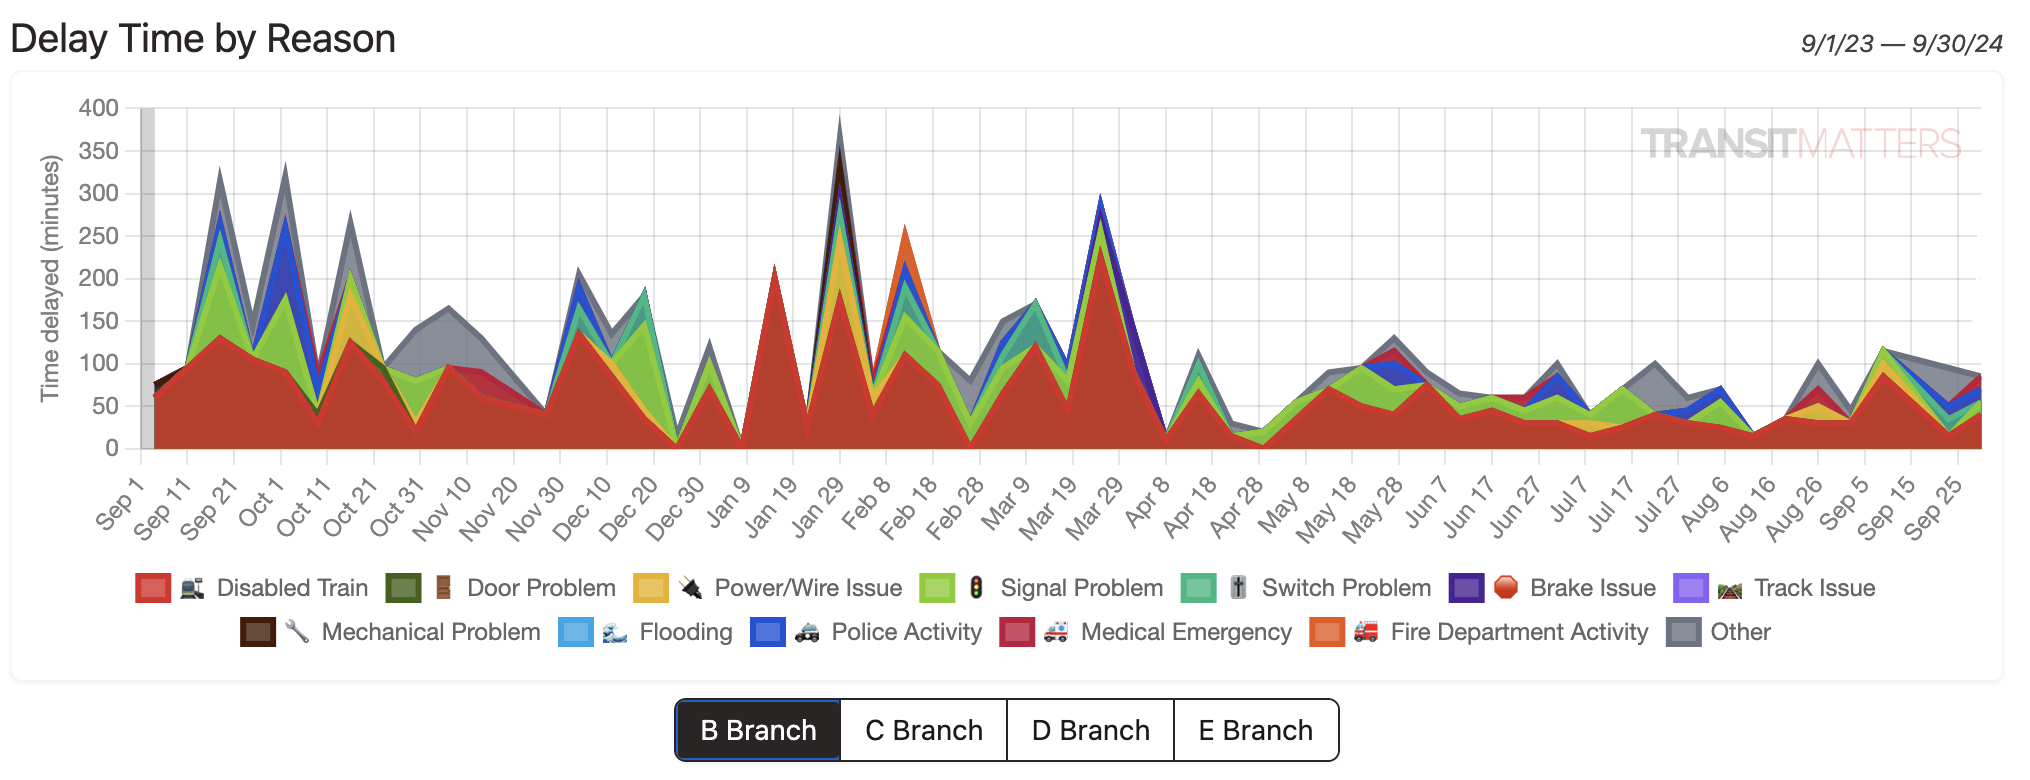 Delay Time by Reason
9/1/23 — 9/30/24
TRANSITMATTERS
Time delayed (minutes)
400
350
300
250
200
150
100
50
0
Sep 1 Sep 11 Sep 21 Oct 1 Oct 11 Oct 21 Oct 31 Nov 10 Nov 20 Nov 30 Dec 10 Dec 20 Dec 30 Jan 9 Jan 19 Jan 29 Feb 8 Feb 18 Feb 28 Mar 9 Mar 19 Mar 29 Apr 8 Apr 18 Apr 28 May 8 May 18 May 28 Jun 7 Jun 17 Jun 27 Jul 7 Jul 17 Jul 27 Aug 6 Aug 16 Aug 26 Sep 5 Sep 15 Sep 25
Disabled Train Door Problem Power/Wire Issue Signal Problem Switch Problem Brake Issue Track Issue
Mechanical Problem Flooding Police Activity Medical Emergency Fire Department Activity Other
B Branch C Branch D Branch E Branch